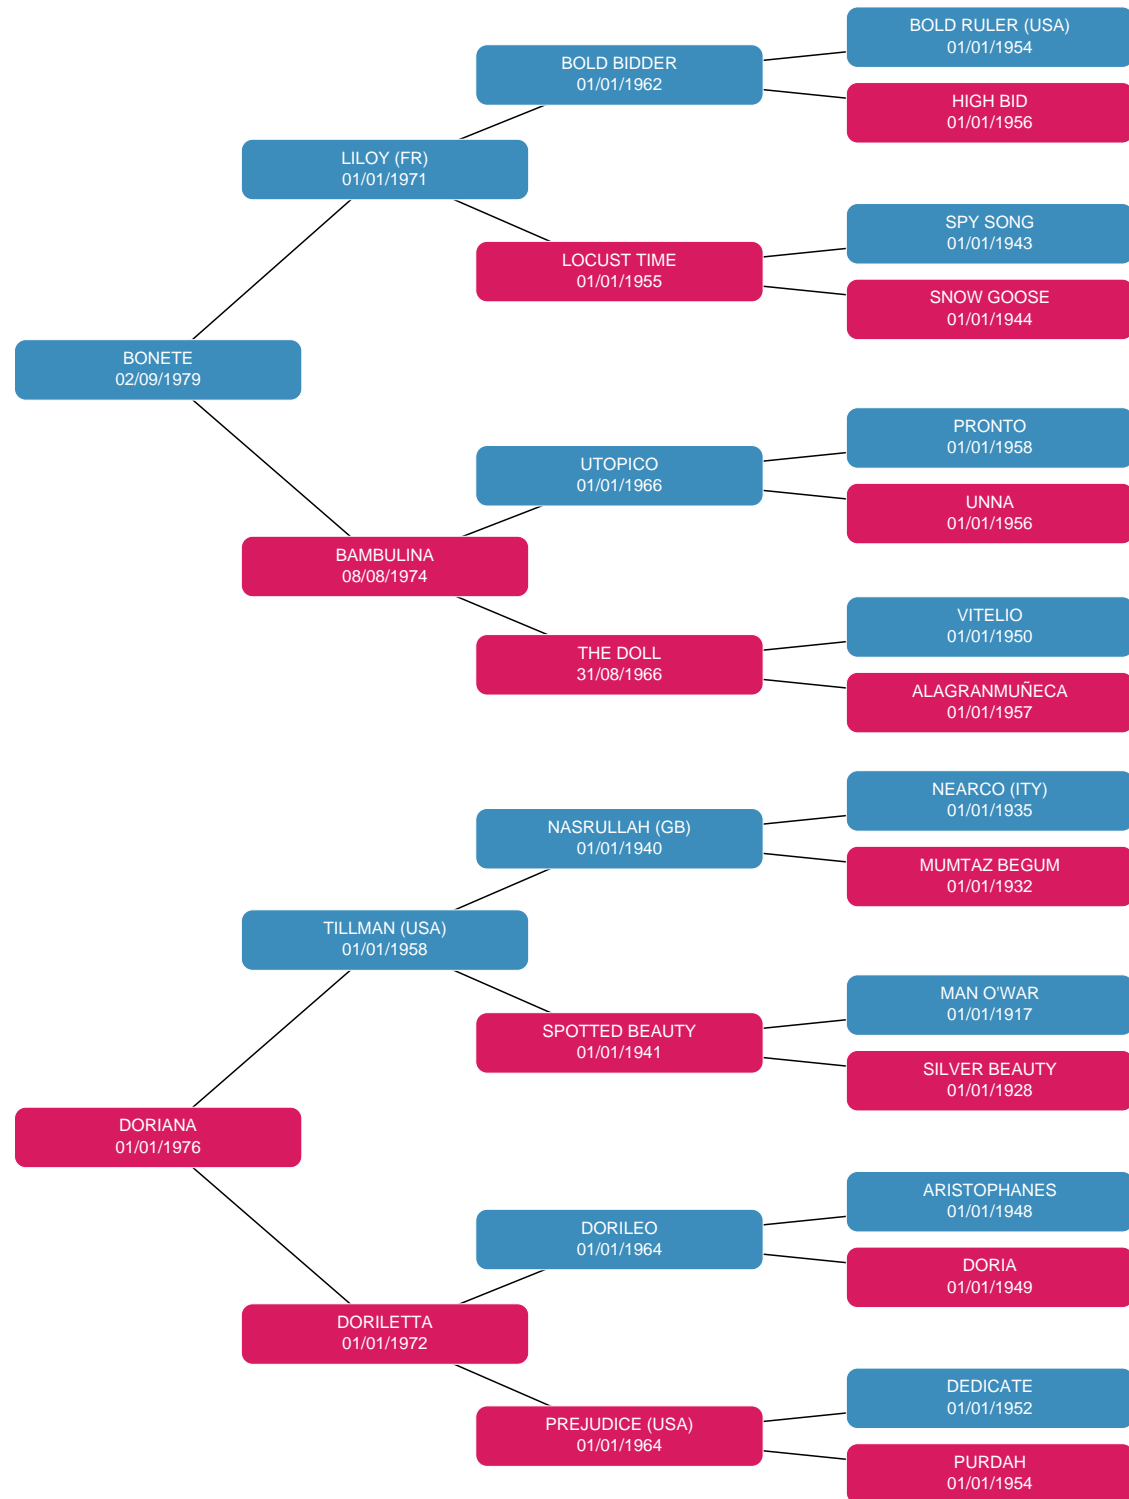 BOLD RULER (USA)
01/01/1954
BOLD BIDDER
01/01/1962
HIGH BID
01/01/1956
LILOY (FR)
01/01/1971
SPY SONG
01/01/1943
LOCUST TIME
01/01/1955
SNOW GOOSE
01/01/1944
BONETE
02/09/1979
PRONTO
01/01/1958
UTOPICO
01/01/1966
UNNA
01/01/1956
BAMBULINA
08/08/1974
VITELIO
01/01/1950
THE DOLL
31/08/1966
ALAGRANMUÑECA
01/01/1957
NEARCO (ITY)
01/01/1935
NASRULLAH (GB)
01/01/1940
MUMTAZ BEGUM
01/01/1932
TILLMAN (USA)
01/01/1958
MAN O'WAR
01/01/1917
SPOTTED BEAUTY
01/01/1941
SILVER BEAUTY
01/01/1928
DORIANA
01/01/1976
ARISTOPHANES
01/01/1948
DORILEO
01/01/1964
DORIA
01/01/1949
DORILETTA
01/01/1972
DEDICATE
01/01/1952
PREJUDICE (USA)
01/01/1964
PURDAH
01/01/1954